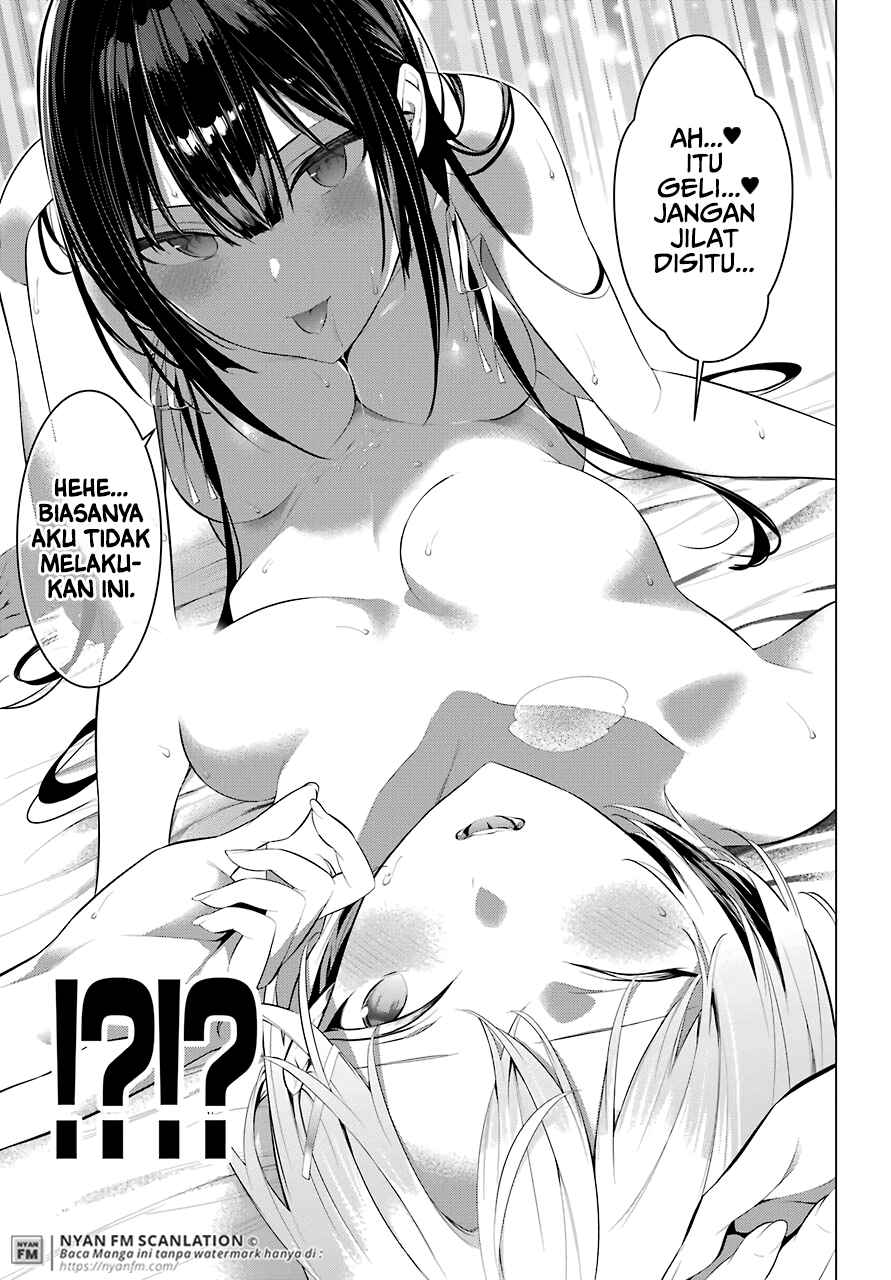 AH...♥
ITU
GELI...♥
JANGAN
JILAT
DISITU...
HEHE...
BIASANYA
AKU TIDAK
MELAKU-
KAN INI.
!?!?
NYAN FM
NYAN FM SCANLATION ©
Baca Manga ini tanpa watermark hanya di :
https://nyanfm.com/